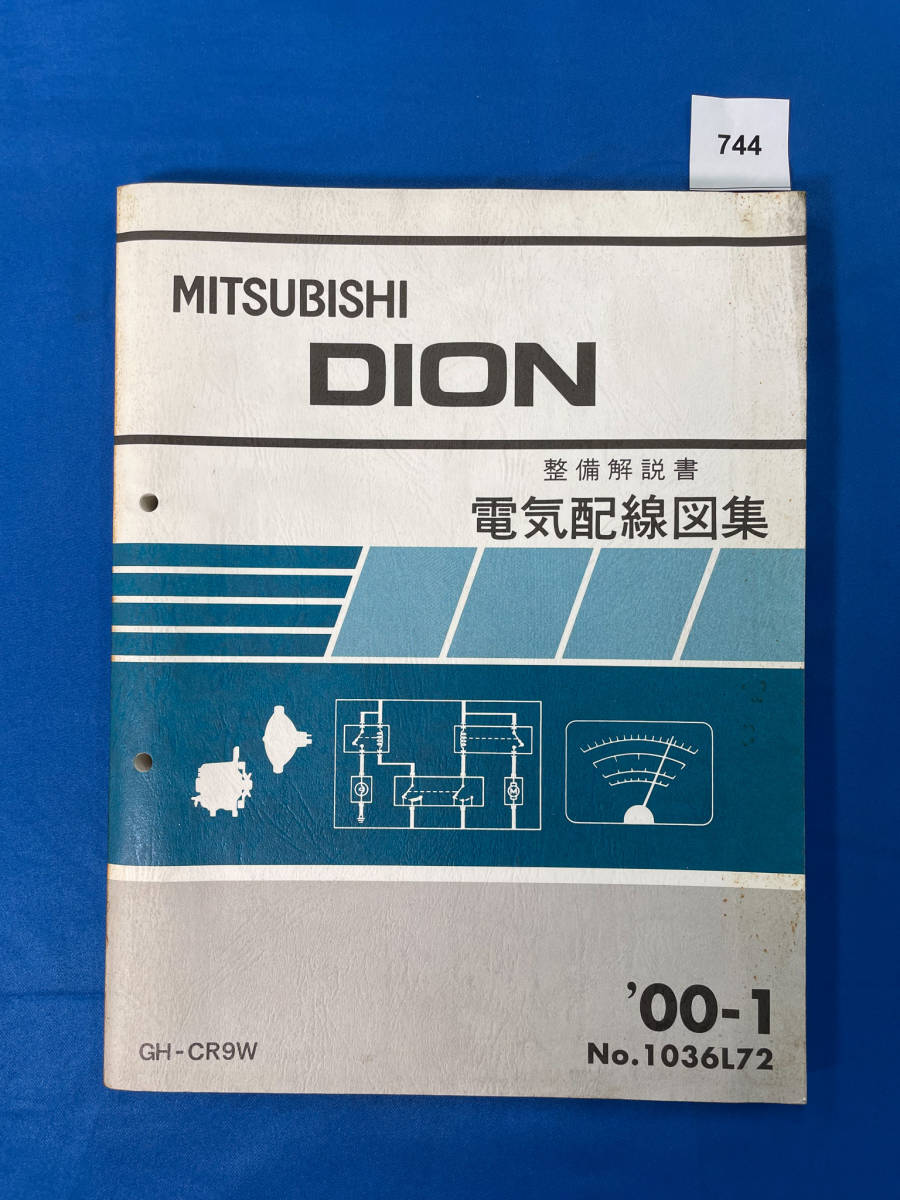 744
MITSUBISHI
DION
整備解説書
電気配線図集
'00-1
GH-CR9W
No.1036L72